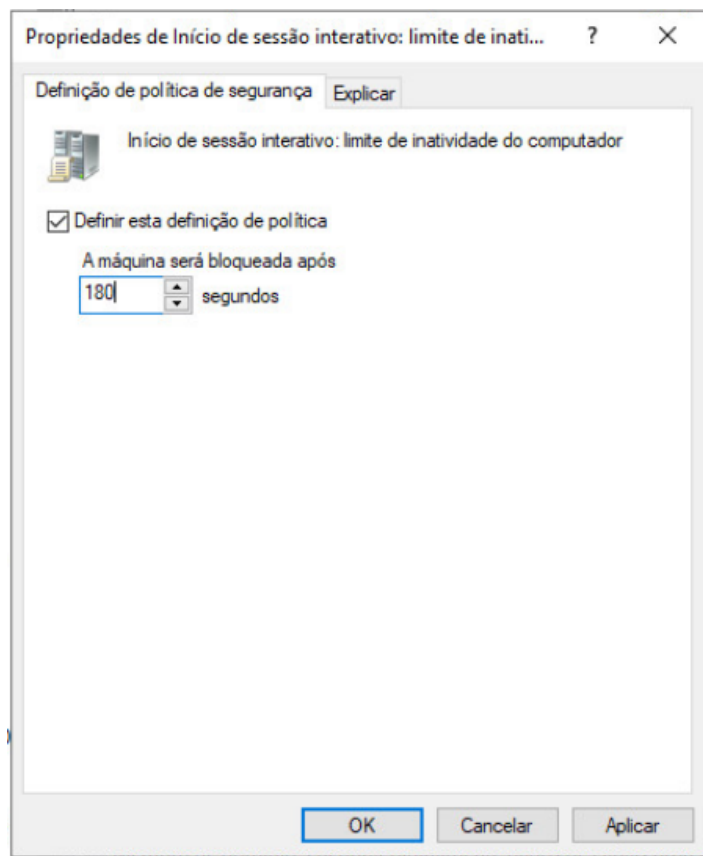 Propriedades de Início de sessão interativo: limite de inati... ?
Definição de política de segurança Explicar
Início de sessão interativo: limite de inatividade do computador
Definir esta definição de política
A máquina será bloqueada após
180 segundos
OK Cancelar Aplicar